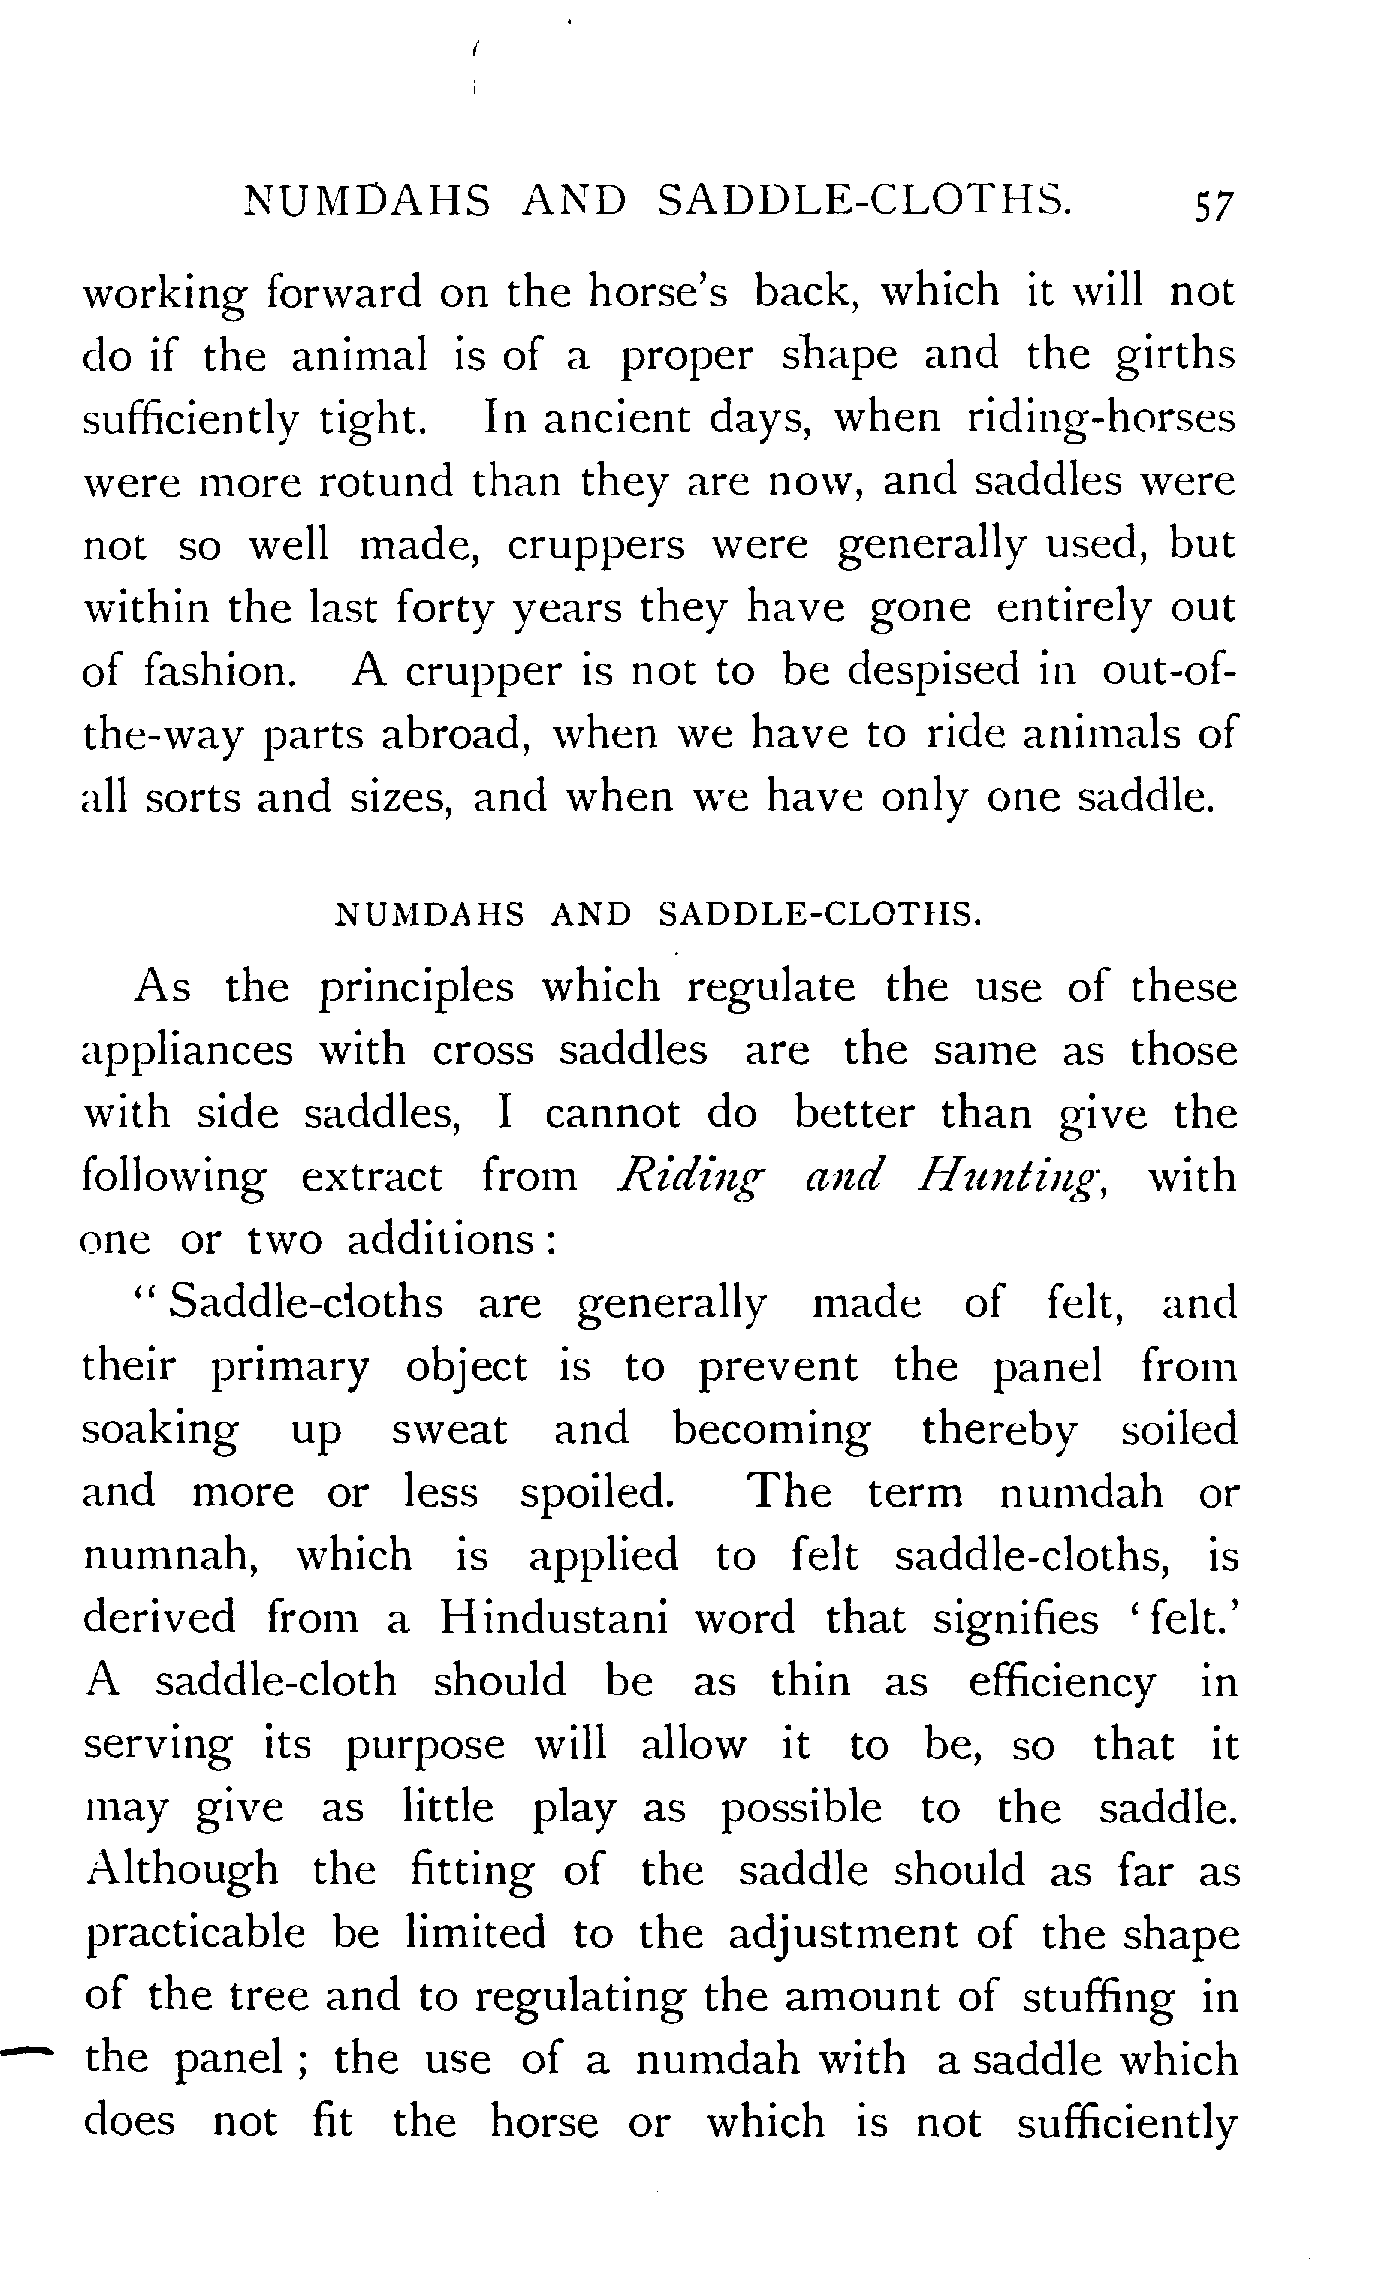 NUMDAHS AND SADDLE-CLOTHS. 57
working forward on the horse's back, which it will not
do if the animal is of a proper shape and the girths
sufficiently tight. In ancient days, when riding-horses
were more rotund than they are now, and saddles were
not so well made, cruppers were generally used, but
within the last forty years they have gone entirely out
of fashion. A crupper is not to be despised in out-of-
the-way parts abroad, when we have to ride animals of
all sorts and sizes, and when we have only one saddle.
NUMDAHS AND SADDLE-CLOTHS.
As the principles which regulate the use of these
appliances with cross saddles are the same as those
with side saddles, I cannot do better than give the
following extract from Riding and Hunting, with
one or two additions :
“ Saddle-cloths are generally made of felt, and
their primary object is to prevent the panel from
soaking up sweat and becoming thereby soiled
and more or less spoiled. The term numdah or
numnah, which is applied to felt saddle-cloths, is
derived from a Hindustani word that signifies ‘ felt.’
A saddle-cloth should be as thin as efficiency in
serving its purpose will allow it to be, so that it
may give as little play as possible to the saddle.
Although the fitting of the saddle should as far as
practicable be limited to the adjustment of the shape
of the tree and to regulating the amount of stuffing in
the panel ; the use of a numdah with a saddle which
does not fit the horse or which is not sufficiently